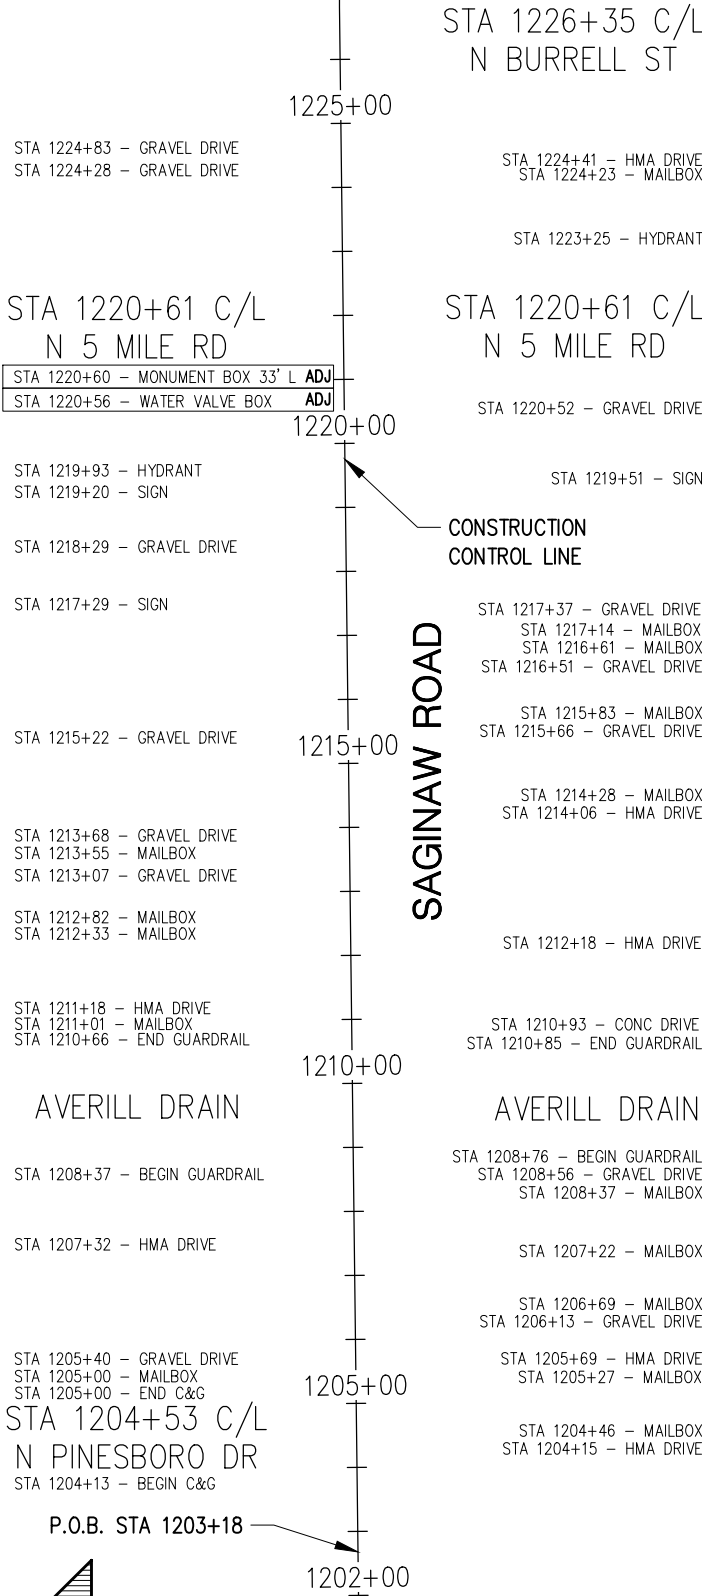 STA 1226+35 C/L
N BURRELL ST
1225+00
STA 1224+83 – GRAVEL DRIVE
STA 1224+28 – GRAVEL DRIVE
STA 1224+41 – HMA DRIVE
STA 1224+23 – MAILBOX
STA 1223+25 – HYDRANT
STA 1220+61 C/L
N 5 MILE RD
STA 1220+61 C/L
N 5 MILE RD
STA 1220+60 – MONUMENT BOX 33' L ADJ
STA 1220+56 – WATER VALVE BOX ADJ
STA 1220+52 – GRAVEL DRIVE
1220+00
STA 1219+93 – HYDRANT
STA 1219+20 – SIGN
STA 1219+51 – SIGN
CONSTRUCTION
CONTROL LINE
STA 1218+29 – GRAVEL DRIVE
STA 1217+29 – SIGN
STA 1217+37 – GRAVEL DRIVE
STA 1217+14 – MAILBOX
STA 1216+61 – MAILBOX
STA 1216+51 – GRAVEL DRIVE
SAGINAW ROAD
STA 1215+83 – MAILBOX
STA 1215+66 – GRAVEL DRIVE
STA 1215+22 – GRAVEL DRIVE
1215+00
STA 1214+28 – MAILBOX
STA 1214+06 – HMA DRIVE
STA 1213+68 – GRAVEL DRIVE
STA 1213+55 – MAILBOX
STA 1213+07 – GRAVEL DRIVE
STA 1212+82 – MAILBOX
STA 1212+33 – MAILBOX
STA 1212+18 – HMA DRIVE
STA 1211+18 – HMA DRIVE
STA 1211+01 – MAILBOX
STA 1210+66 – END GUARDRAIL
STA 1210+93 – CONC DRIVE
STA 1210+85 – END GUARDRAIL
1210+00
AVERILL DRAIN
AVERILL DRAIN
STA 1208+37 – BEGIN GUARDRAIL
STA 1208+76 – BEGIN GUARDRAIL
STA 1208+56 – GRAVEL DRIVE
STA 1208+37 – MAILBOX
STA 1207+32 – HMA DRIVE
STA 1207+22 – MAILBOX
STA 1206+69 – MAILBOX
STA 1206+13 – GRAVEL DRIVE
STA 1205+40 – GRAVEL DRIVE
STA 1205+00 – MAILBOX
STA 1205+00 – END C&G
STA 1205+69 – HMA DRIVE
STA 1205+27 – MAILBOX
1205+00
STA 1204+53 C/L
N PINESBORO DR
STA 1204+13 – BEGIN C&G
STA 1204+46 – MAILBOX
STA 1204+15 – HMA DRIVE
P.O.B. STA 1203+18
1202+00